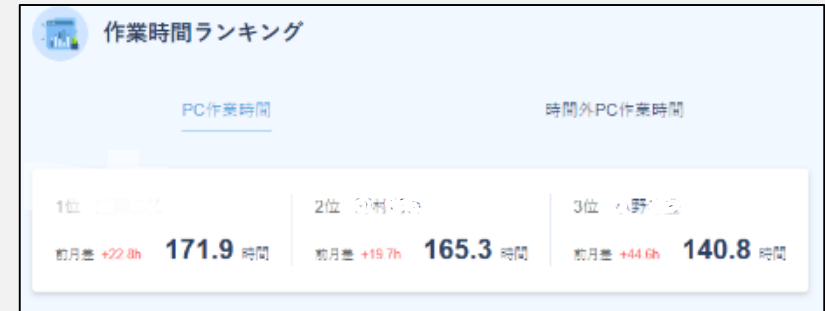 作業時間ランキング
PC作業時間 時間外PC作業時間
1位 2位 3位
前月差 +22.8h 171.9 時間 前月差 +19.7h 165.3 時間 前月差 +44.6h 140.8 時間